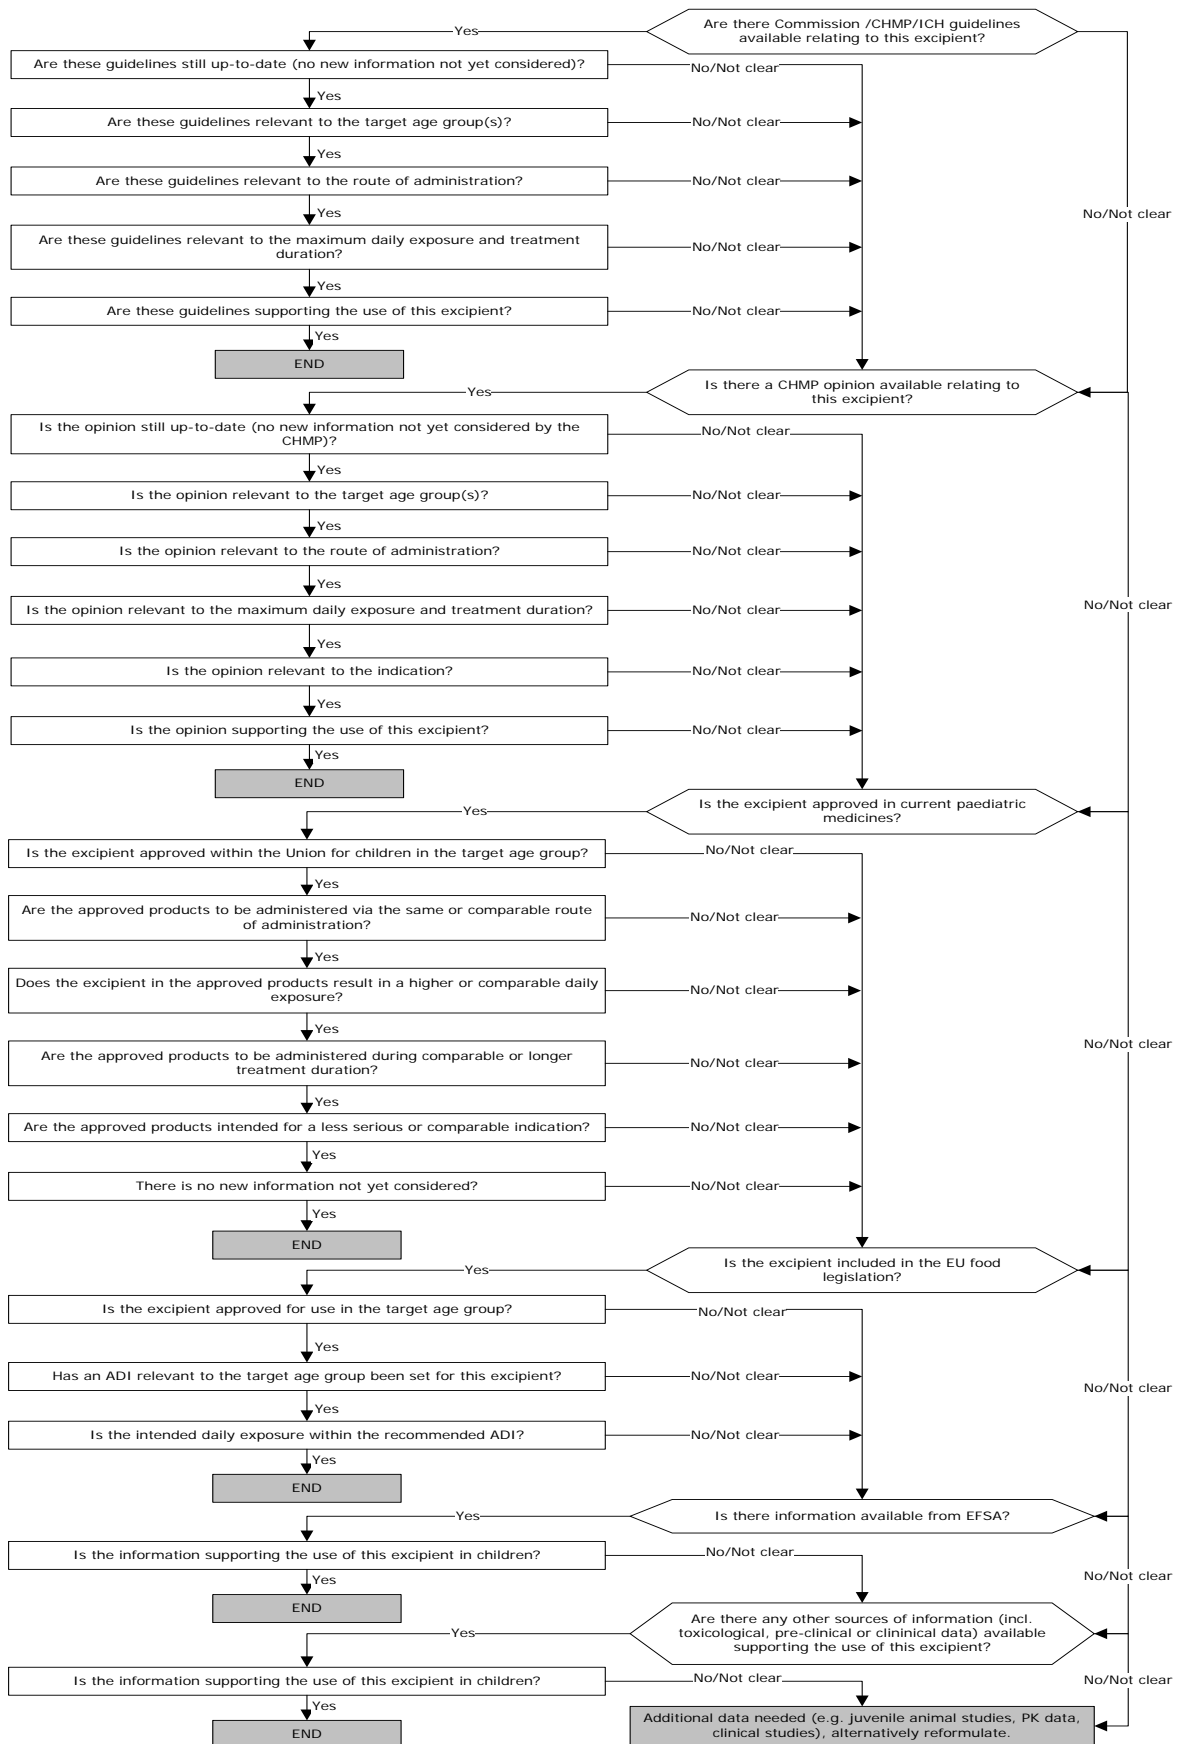 Are there Commission /CHMP/ICH guidelines
available relating to this excipient?
Yes
Are these guidelines still up-to-date (no new information not yet considered)?
No/Not clear
Yes
Are these guidelines relevant to the target age group(s)?
No/Not clear
Yes
Are these guidelines relevant to the route of administration?
No/Not clear
Yes
No/Not clear
Are these guidelines relevant to the maximum daily exposure and treatment
duration?
No/Not clear
Yes
Are these guidelines supporting the use of this excipient?
No/Not clear
Yes
END
Is there a CHMP opinion available relating to
this excipient?
Yes
Is the opinion still up-to-date (no new information not yet considered by the
CHMP)?
No/Not clear
Yes
Is the opinion relevant to the target age group(s)?
No/Not clear
Yes
Is the opinion relevant to the route of administration?
No/Not clear
Yes
Is the opinion relevant to the maximum daily exposure and treatment duration?
No/Not clear
No/Not clear
Yes
Is the opinion relevant to the indication?
No/Not clear
Yes
Is the opinion supporting the use of this excipient?
No/Not clear
Yes
END
Is the excipient approved in current paediatric
medicines?
Yes
Is the excipient approved within the Union for children in the target age group?
No/Not clear
Yes
Are the approved products to be administered via the same or comparable route
of administration?
No/Not clear
Yes
Does the excipient in the approved products result in a higher or comparable daily
exposure?
No/Not clear
Yes
No/Not clear
Are the approved products to be administered during comparable or longer
treatment duration?
No/Not clear
Yes
Are the approved products intended for a less serious or comparable indication?
No/Not clear
Yes
There is no new information not yet considered?
No/Not clear
Yes
END
Is the excipient included in the EU food
legislation?
Yes
Is the excipient approved for use in the target age group?
No/Not clear
Yes
Has an ADI relevant to the target age group been set for this excipient?
No/Not clear
No/Not clear
Yes
Is the intended daily exposure within the recommended ADI?
No/Not clear
Yes
END
Is there information available from EFSA?
Yes
Is the information supporting the use of this excipient in children?
No/Not clear
Yes
No/Not clear
END
Are there any other sources of information (incl.
toxicological, pre-clinical or clininical data) available
supporting the use of this excipient?
Yes
Is the information supporting the use of this excipient in children?
No/Not clear
No/Not clear
Yes
END
Additional data needed (e.g. juvenile animal studies, PK data,
clinical studies), alternatively reformulate.